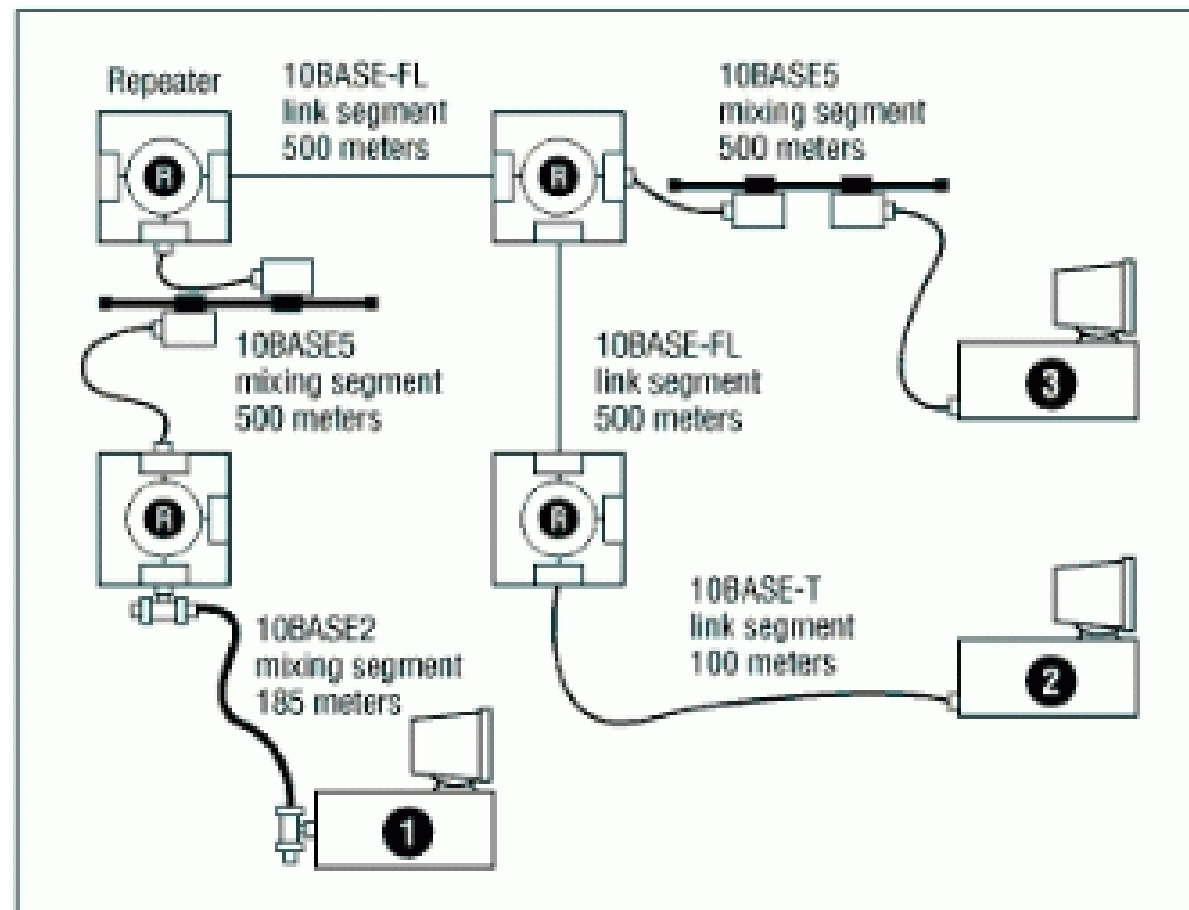 Repeater
10BASE-FL
link segment
500 meters
10BASE5
mixing segment
500 meters
R
R
10BASE5
mixing segment
500 meters
10BASE-FL
link segment
500 meters
3
R
R
10BASE2
mixing segment
185 meters
10BASE-T
link segment
100 meters
2
1